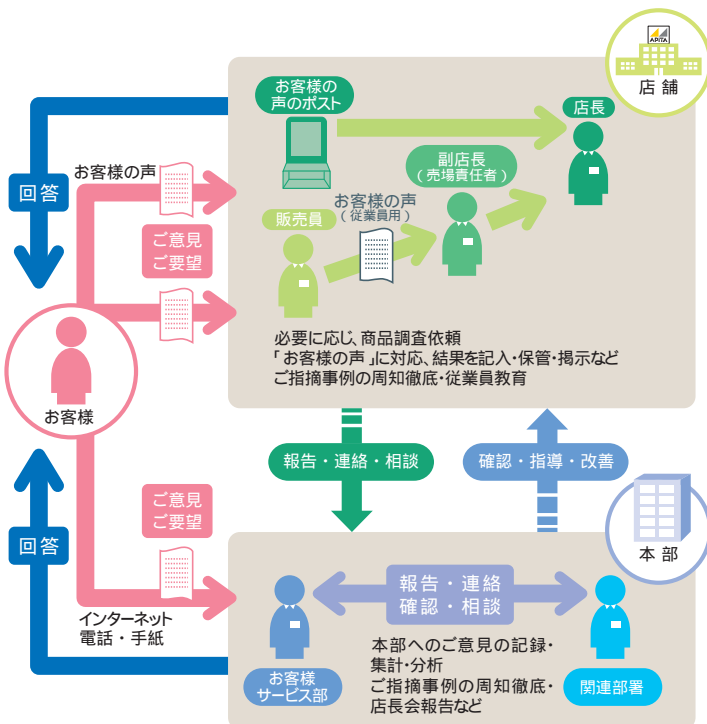 APiTA
店舗
お客様の
声のポスト
店長
副店長
(売場責任者)
お客様の声
(従業員用)
販売員
お客様の声
回答
ご意見
ご要望
必要に応じ、商品調査依頼
「お客様の声」に対応、結果を記入・保管・掲示など
ご指摘事例の周知徹底・従業員教育
お客様
報告・連絡・相談
確認・指導・改善
本部
ご意見
ご要望
回答
インターネット
電話・手紙
報告・連絡
確認・相談
お客様
サービス部
関連部署
本部へのご意見の記録・
集計・分析
ご指摘事例の周知徹底・
店長会報告など